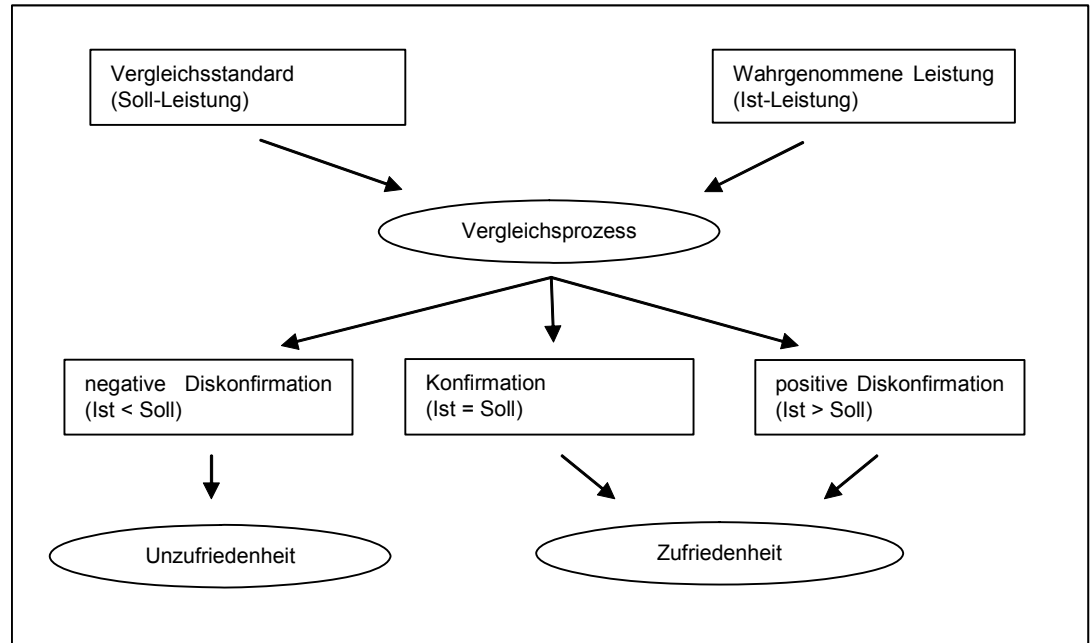 Vergleichsstandard
(Soll-Leistung)
Wahrgenommene Leistung
(Ist-Leistung)
Vergleichsprozess
negative Diskonfirmation
(Ist < Soll)
Konfirmation
(Ist = Soll)
positive Diskonfirmation
(Ist > Soll)
Unzufriedenheit
Zufriedenheit